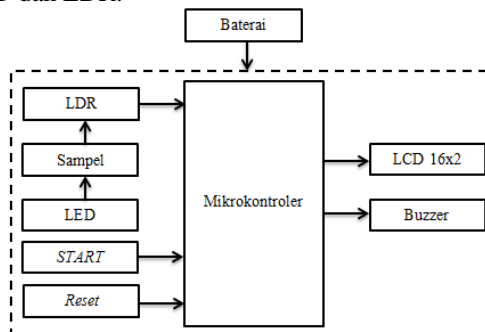 dan LDR.
Baterai
LDR
Sampel
LED
START
Reset
Mikrokontroler
LCD 16x2
Buzzer